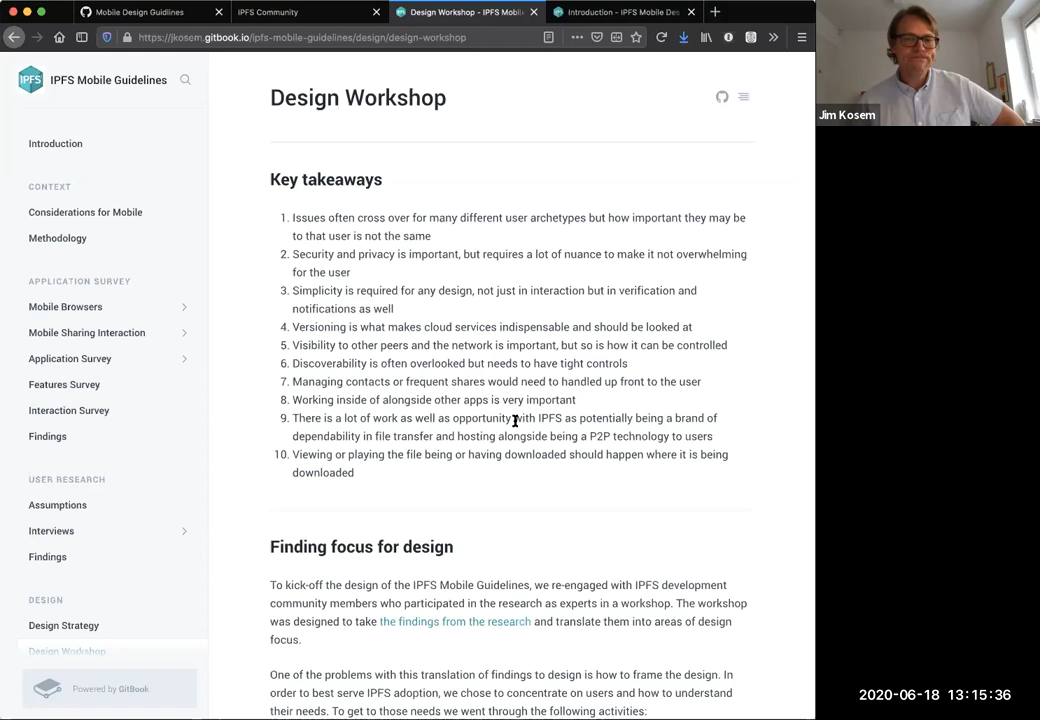 Mobile Design Guidlines
IPFS Community
Design Workshop - IPFS Mobil
Introduction - IPFS Mobile Des
https://jkosem.gitbook.io/ipfs-mobile-guidelines/design/design-workshop
IPFS
IPFS Mobile Guidelines
Introduction
CONTEXT
Considerations for Mobile
Methodology
APPLICATION SURVEY
Mobile Browsers
Mobile Sharing Interaction
Application Survey
Features Survey
Interaction Survey
Findings
USER RESEARCH
Assumptions
Interviews
Findings
DESIGN
Design Strategy
Design Workshop
Powered by GitBook
Design Workshop
Key takeaways
1. Issues often cross over for many different user archetypes but how important they may be
to that user is not the same
2. Security and privacy is important, but requires a lot of nuance to make it not overwhelming
for the user
3. Simplicity is required for any design, not just in interaction but in verification and
notifications as well
4. Versioning is what makes cloud services indispensable and should be looked at
5. Visibility to other peers and the network is important, but so is how it can be controlled
6. Discoverability is often overlooked but needs to have tight controls
7. Managing contacts or frequent shares would need to handled up front to the user
8. Working inside of alongside other apps is very important
9. There is a lot of work as well as opportunity with IPFS as potentially being a brand of
dependability in file transfer and hosting alongside being a P2P technology to users
10. Viewing or playing the file being or having downloaded should happen where it is being
downloaded
Finding focus for design
To kick-off the design of the IPFS Mobile Guidelines, we re-engaged with IPFS development
community members who participated in the research as experts in a workshop. The workshop
was designed to take the findings from the research and translate them into areas of design
focus.
One of the problems with this translation of findings to design is how to frame the design. In
order to best serve IPFS adoption, we chose to concentrate on users and how to understand
their needs. To get to those needs we went through the following activities:
Jim Kosem
2020-06-18 13:15:36